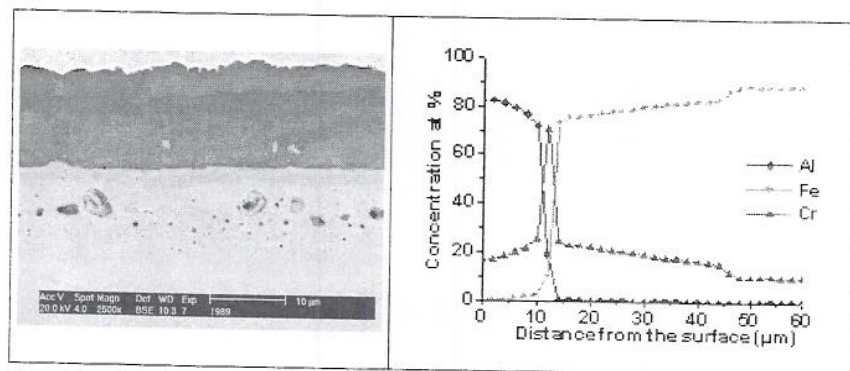 Acc V Spot Magn Det WD Exp 10 µm
20.0 kV 4.0 2500x BSE 10.3 7 1989
100
80
60
40
20
0
Concentration at %
0 10 20 30 40 50 60
Distance from the surface (µm)
Al
Fe
Cr